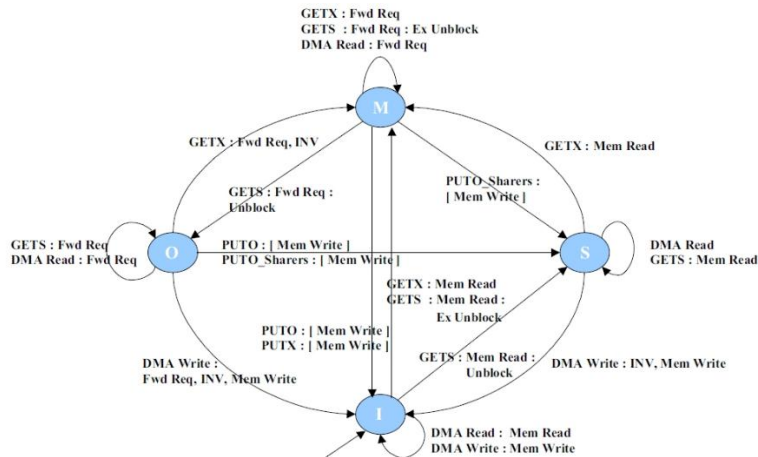 GETX : Fwd Req
GETS : Fwd Req : Ex Unblock
DMA Read : Fwd Req
M
GETX : Fwd Req, INV
GETX : Mem Read
GETS : Fwd Req :
Unblock
PUTO_Sharers :
[ Mem Write ]
GETS : Fwd Req
DMA Read : Fwd Req
O
PUTO : [ Mem Write ]
PUTO_Sharers : [ Mem Write ]
S
DMA Read
GETS : Mem Read
GETX : Mem Read
GETS : Mem Read :
Ex Unblock
PUTO : [ Mem Write ]
PUTX : [ Mem Write ]
GETS : Mem Read :
Unblock
DMA Write :
Fwd Req, INV, Mem Write
DMA Write : INV, Mem Write
I
DMA Read : Mem Read
DMA Write : Mem Write